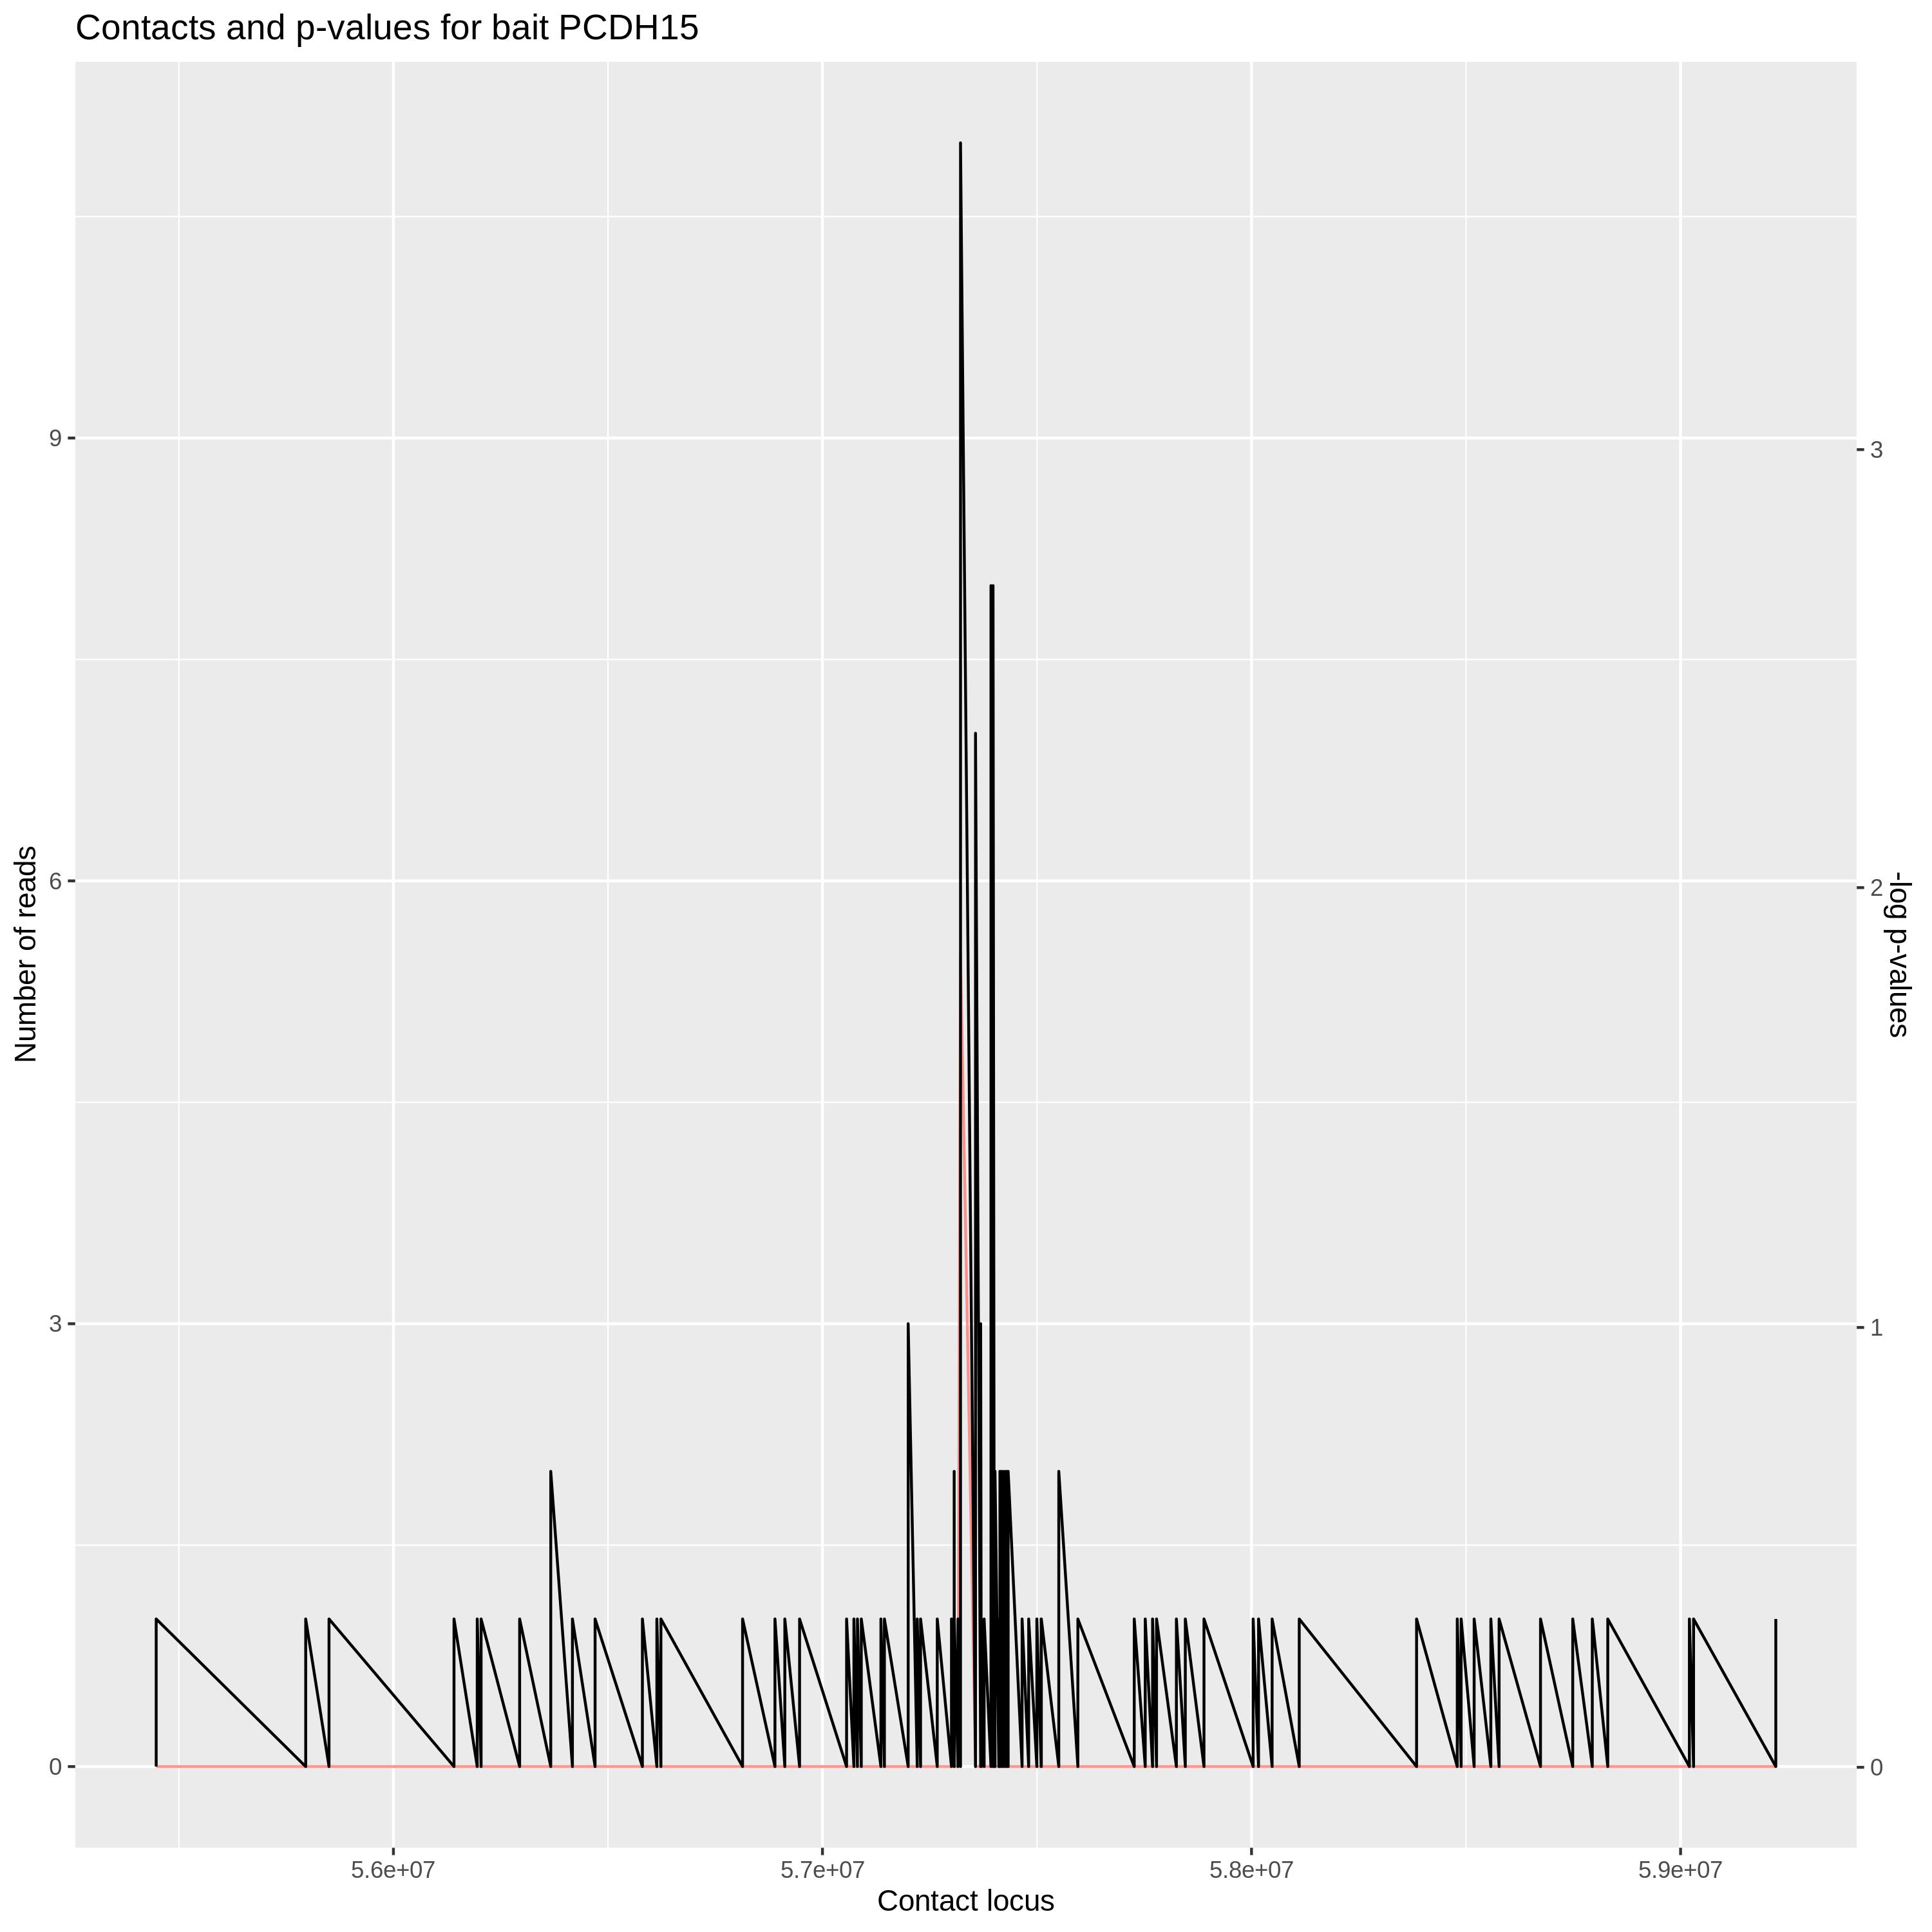 Contacts and p-values for bait PCDH15
Number of reads
9
6
3
0
3
2
1
0
-log p-values
5.6e+07
5.7e+07
5.8e+07
5.9e+07
Contact locus